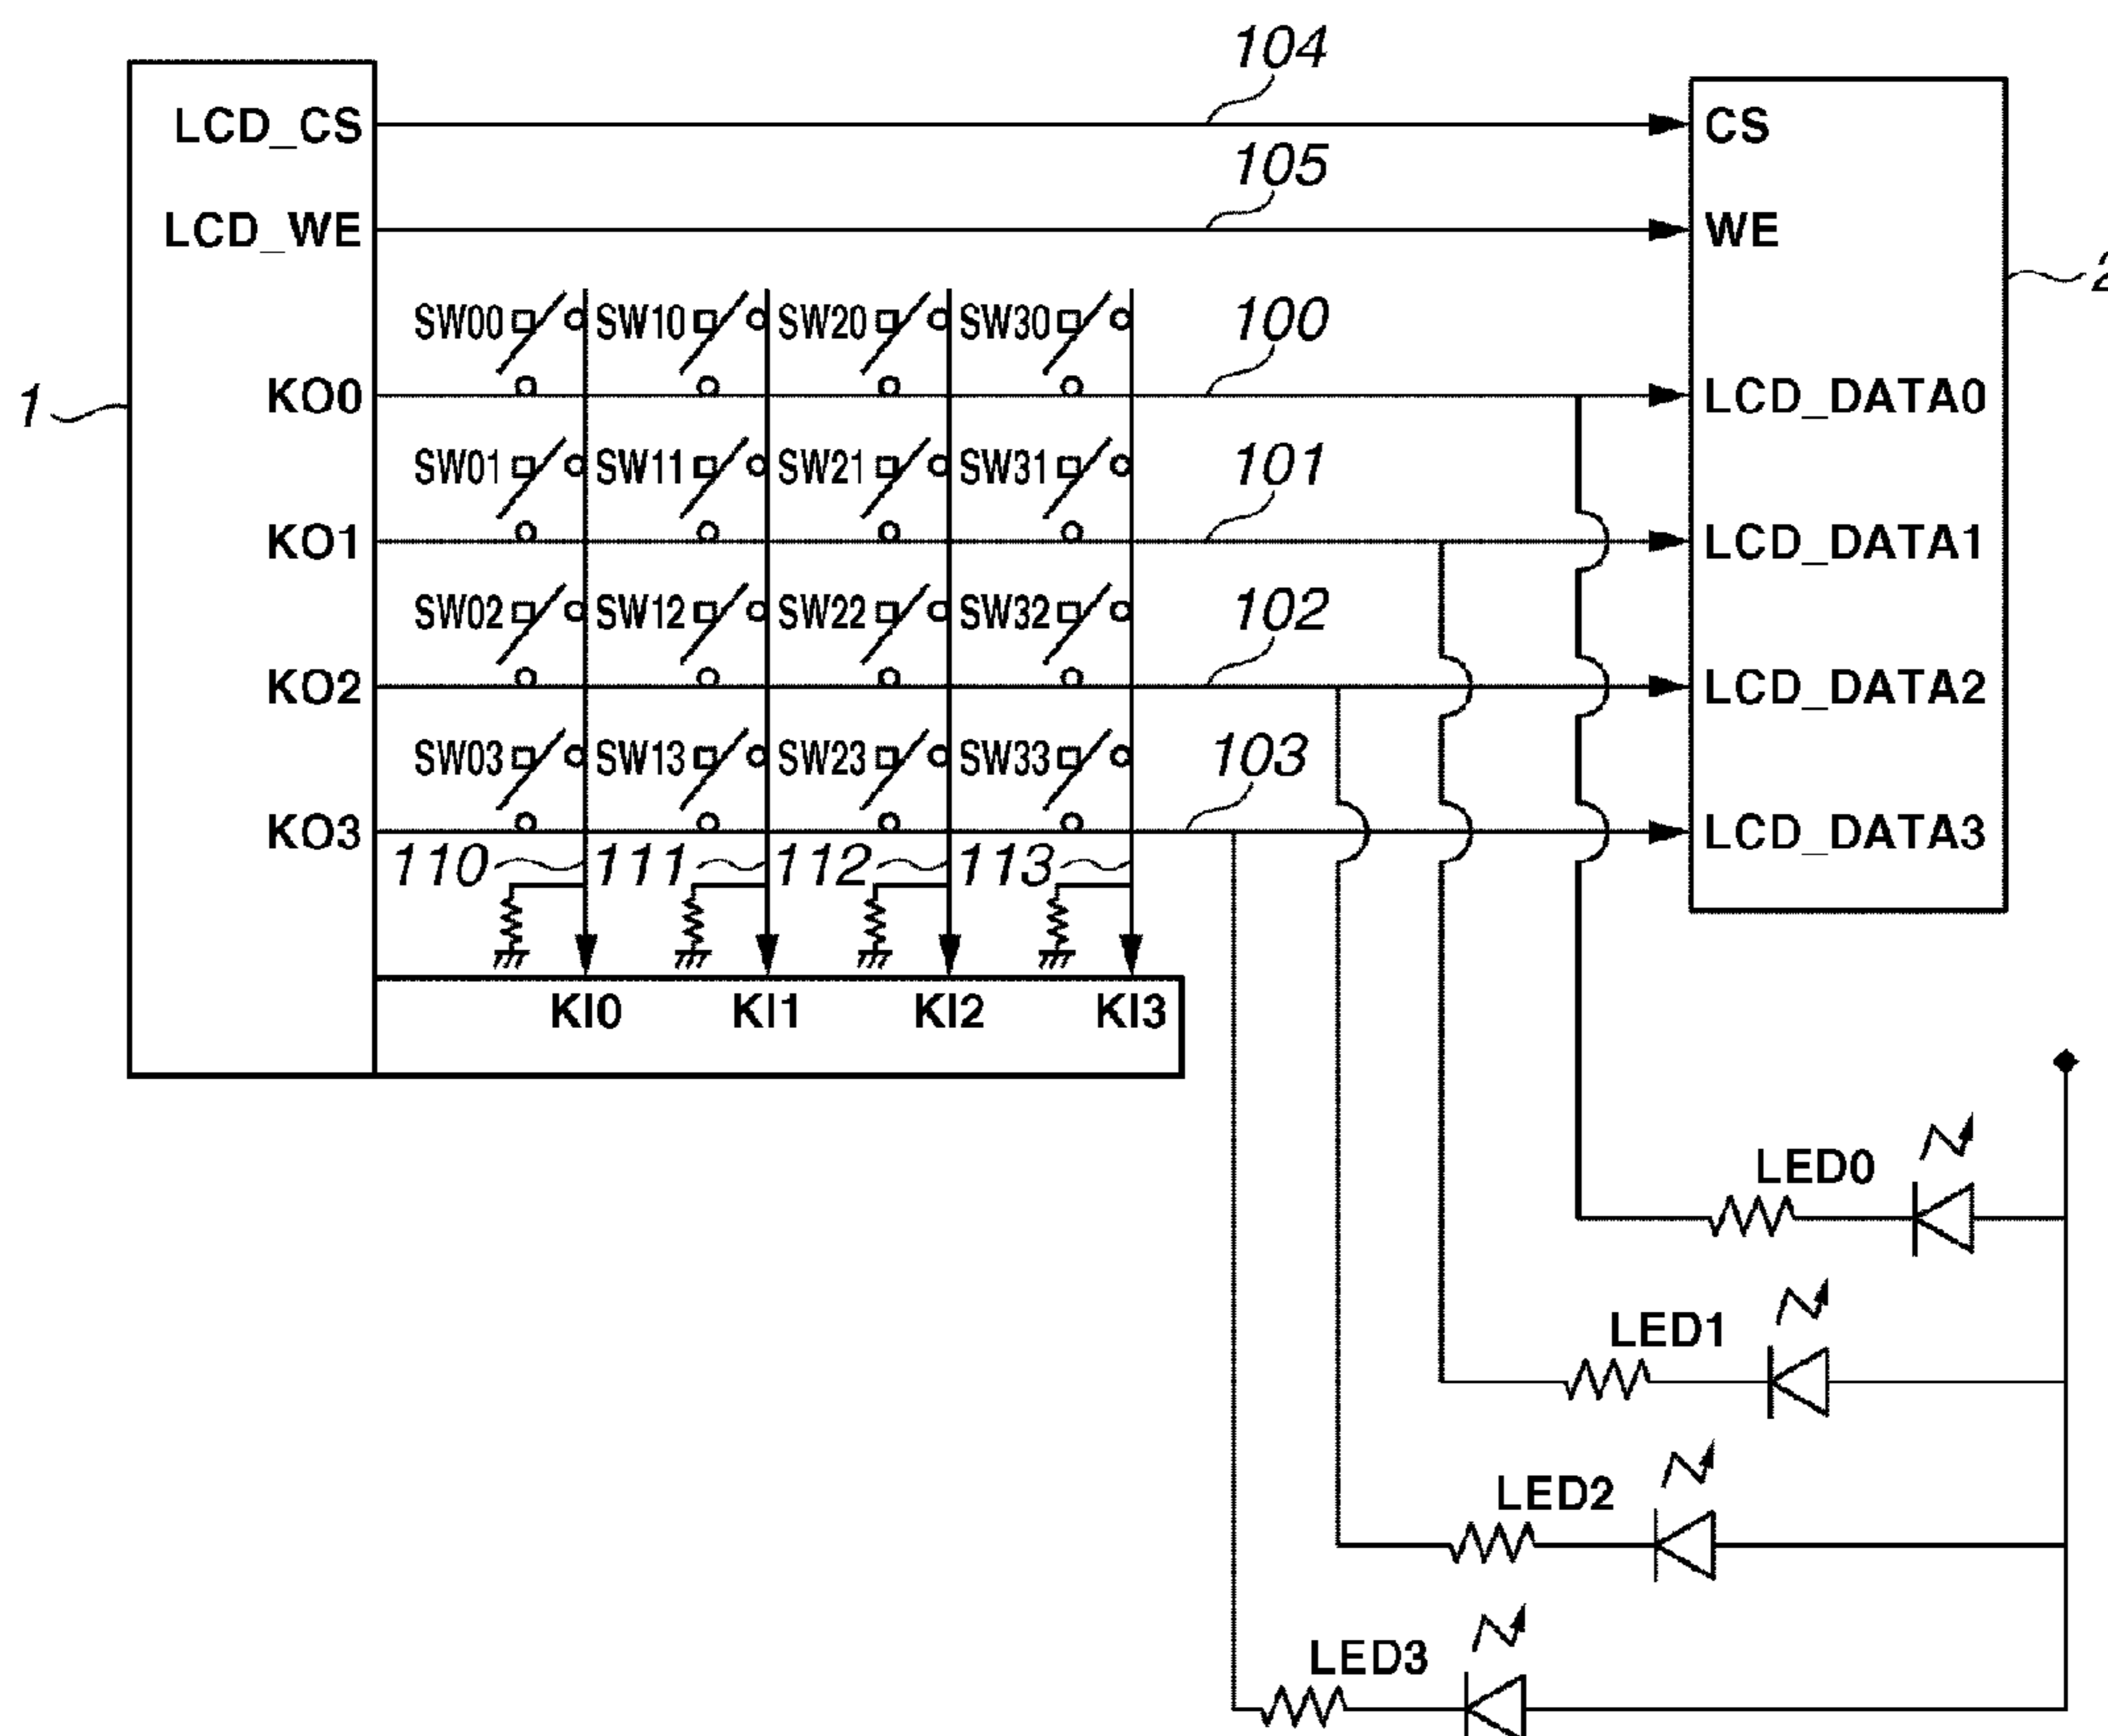 104
LCD_CS
CS
105
LCD_WE
WE
2
SW00 SW10 SW20 SW30
100
1
KO0
LCD_DATA0
SW01 SW11 SW21 SW31
101
KO1
LCD_DATA1
SW02 SW12 SW22 SW32
102
KO2
LCD_DATA2
SW03 SW13 SW23 SW33
103
KO3
LCD_DATA3
110 111 112 113
KI0 KI1 KI2 KI3
LED0
LED1
LED2
LED3